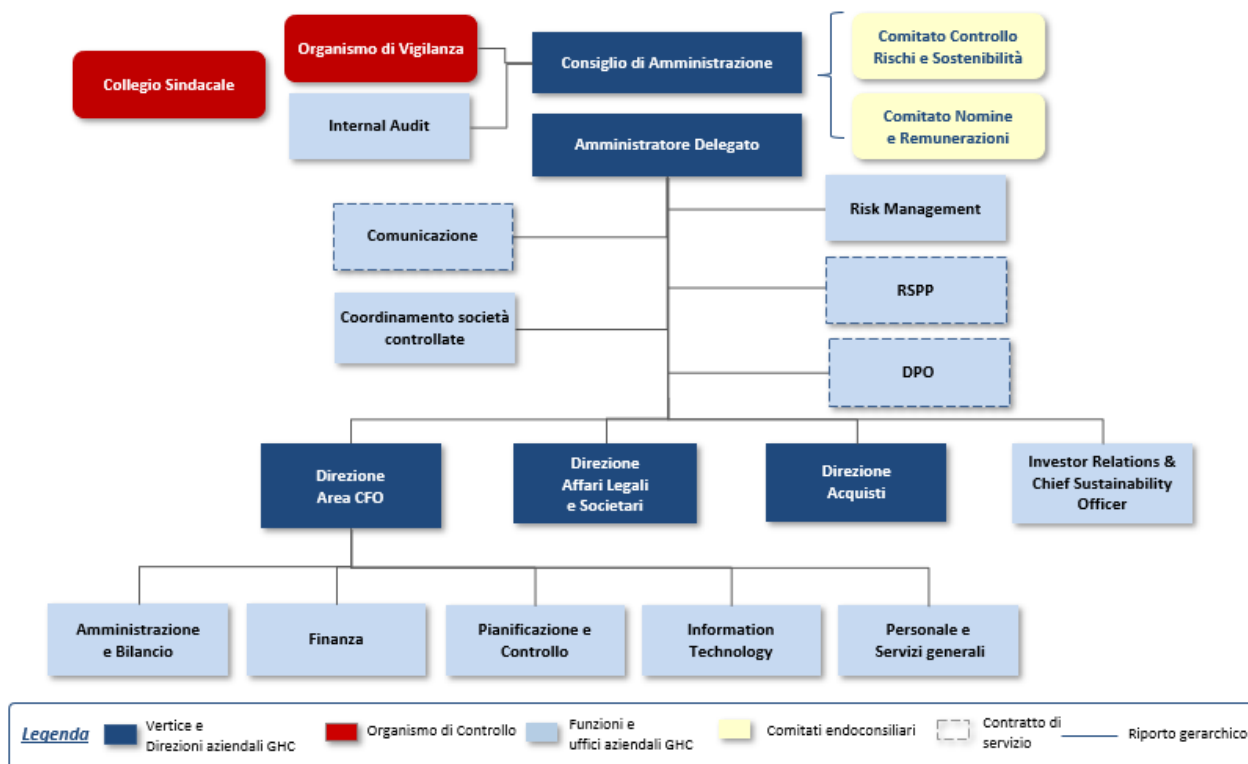 Organismo di Vigilanza
Consiglio di Amministrazione
Comitato Controllo
Rischi e Sostenibilità
Collegio Sindacale
Internal Audit
Comitato Nomine
e Remunerazioni
Amministratore Delegato
Risk Management
Comunicazione
RSPP
Coordinamento società
controllate
DPO
Direzione
Area CFO
Direzione
Affari Legali
e Societari
Direzione
Acquisti
Investor Relations &
Chief Sustainability
Officer
Amministrazione
e Bilancio
Finanza
Pianificazione e
Controllo
Information
Technology
Personale e
Servizi generali
Legenda
Vertice e
Direzioni aziendali GHC
Organismo di Controllo
Funzioni e
uffici aziendali GHC
Comitati endoconsiliari
Contratto di
servizio
Riporto gerarchico